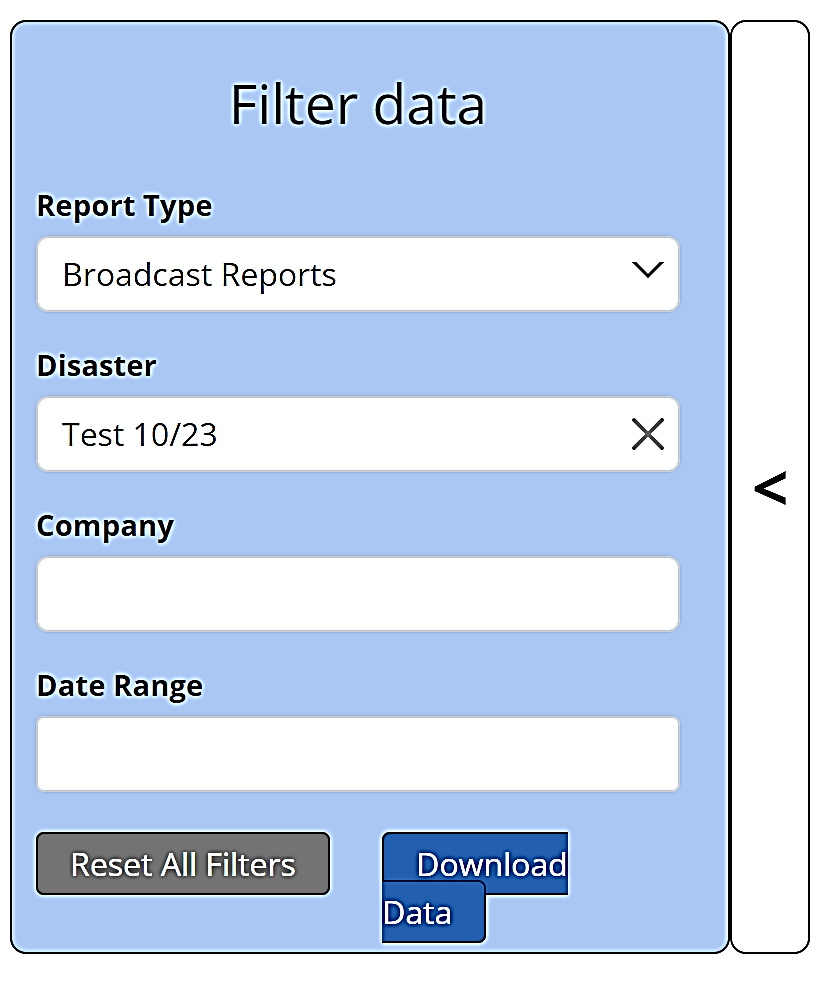 Filter data
Report Type
Broadcast Reports
Disaster
Test 10/23
<
Company
Date Range
Reset All Filters
Download
Data